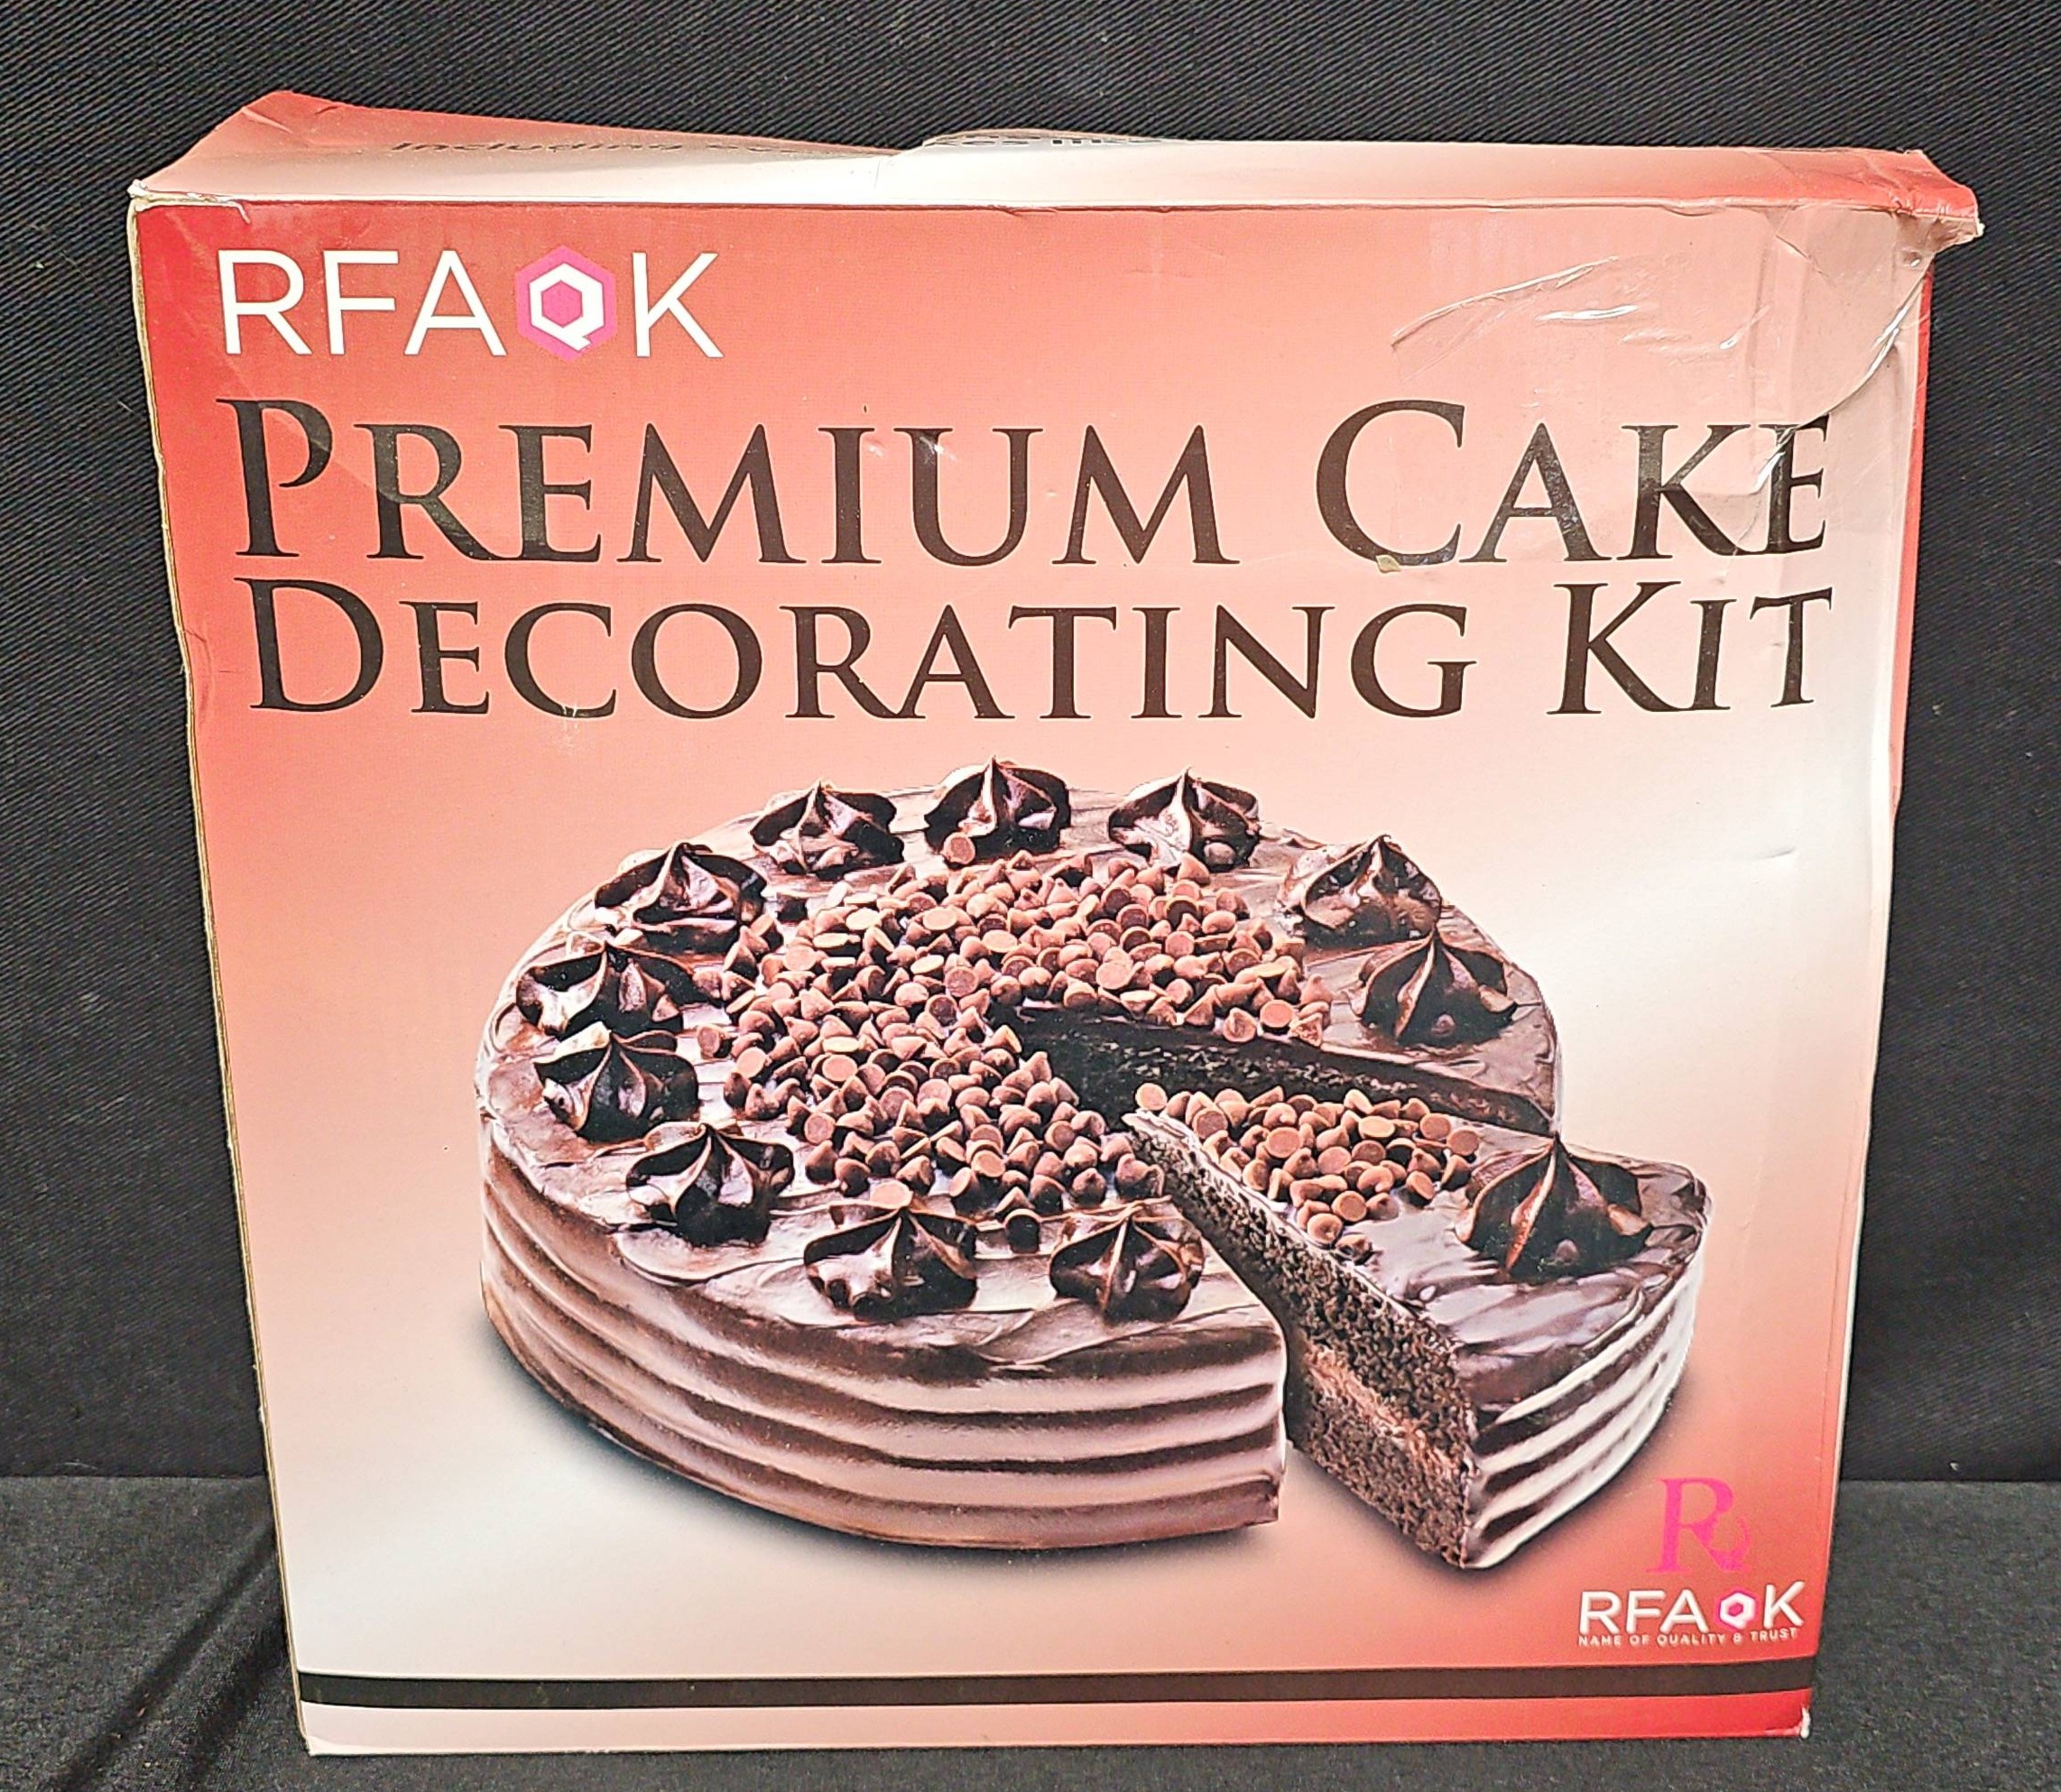 Including
RFAQK
PREMIUM CAKE
DECORATING KIT
R
RFAQK
NAME OF QUALITY & TRUST